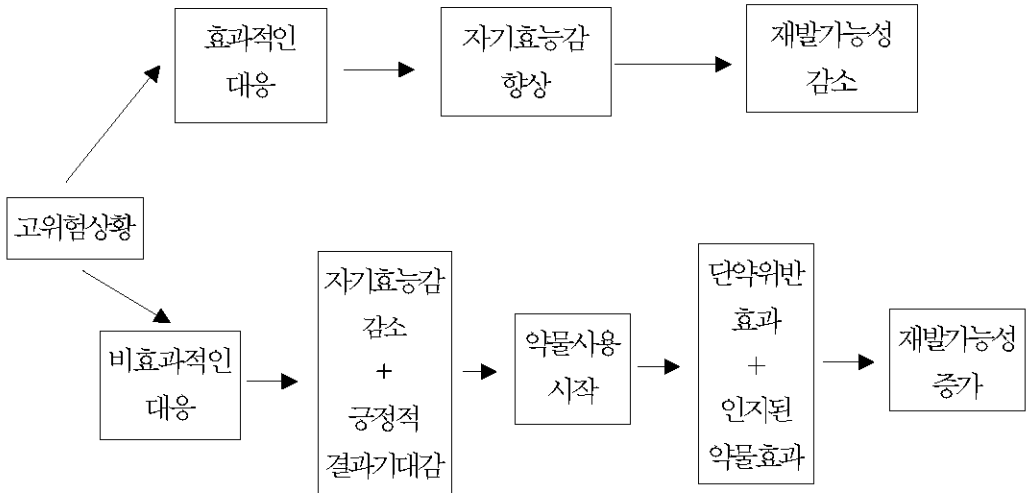 효과적인
대응
자기효능감
향상
재발가능성
감소
고위험상황
비효과적인
대응
자기효능감
감소
+
긍정적
결과기대감
약물사용
시작
단약위반
효과
+
인지된
약물효과
재발가능성
증가